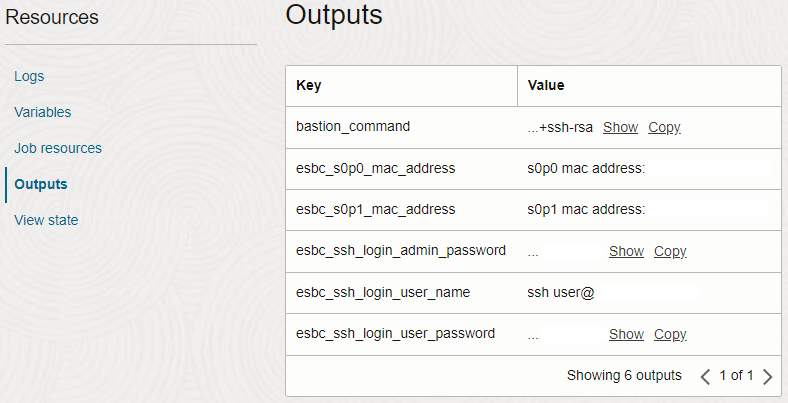 Resources
Logs
Variables
Job resources
Outputs
View state
Outputs
Key Value
bastion_command ...+ssh-rsa Show Copy
esbc_s0p0_mac_address s0p0 mac address:
esbc_s0p1_mac_address s0p1 mac address:
esbc_ssh_login_admin_password ... Show Copy
esbc_ssh_login_user_name ssh user@
esbc_ssh_login_user_password ... Show Copy
Showing 6 outputs < 1 of 1 >